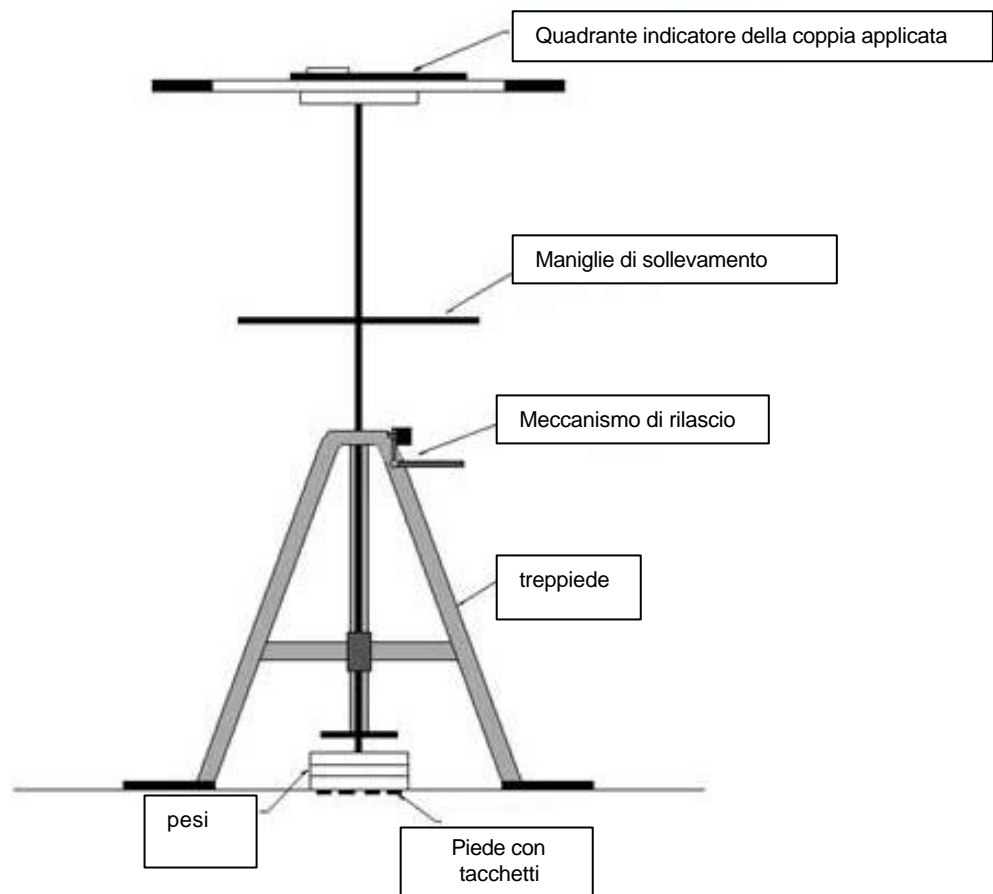 Quadrante indicatore della coppia applicata
Maniglie di sollevamento
Meccanismo di rilascio
treppiede
pesi
Piede con
tacchetti